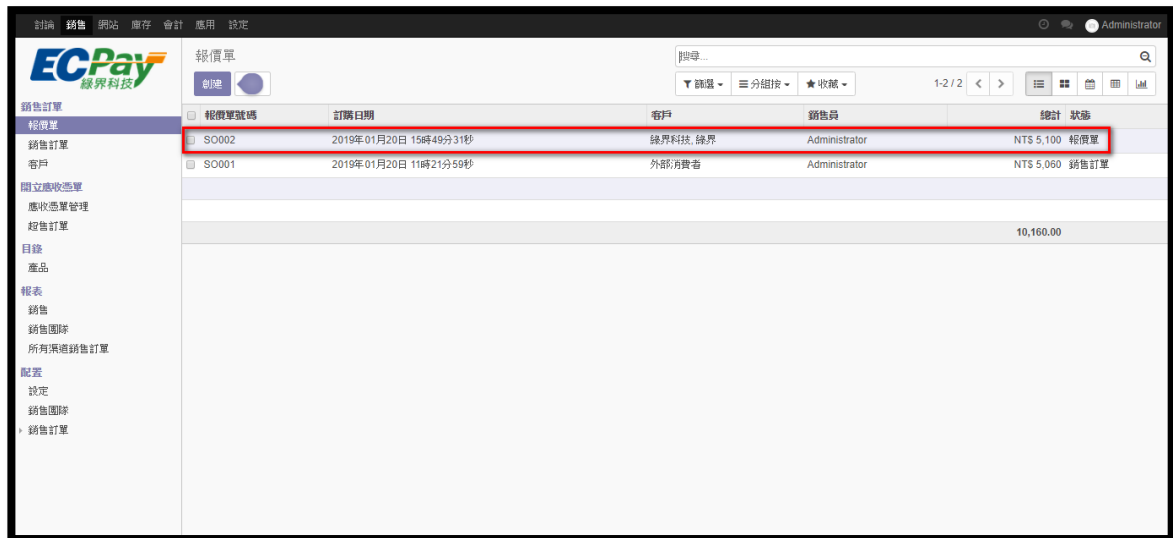 討論 銷售 網站 庫存 會計 應用 設定 Administrator
ECPay
綠界科技
報價單
搜尋...
創建
篩選 分組按 收藏 1-2 / 2
銷售訂單
報價單
銷售訂單
客戶
開立應收憑單
應收憑單管理
超售訂單
目錄
產品
報表
銷售
銷售團隊
所有渠道銷售訂單
配置
設定
銷售團隊
銷售訂單
報價單號碼 訂購日期 客戶 銷售員 總計 狀態
SO002 2019年01月20日 15時49分31秒 綠界科技, 綠界 Administrator NT$ 5,100 報價單
SO001 2019年01月20日 11時21分59秒 外部消費者 Administrator NT$ 5,060 銷售訂單
10,160.00